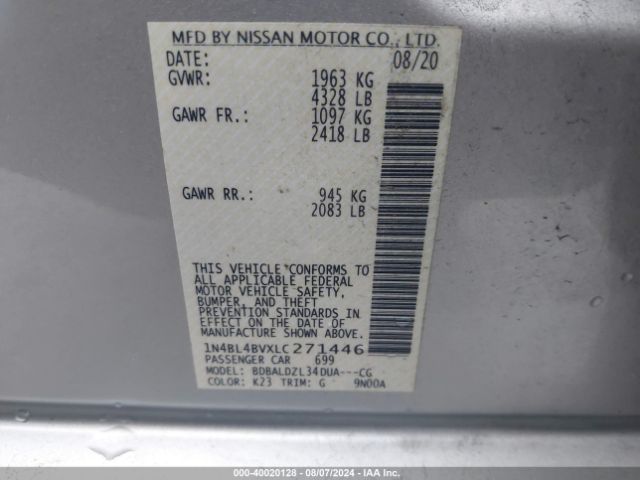 MFD BY NISSAN MOTOR CO., LTD.
DATE: 08/20
GVWR: 1963 KG
4328 LB
GAWR FR.: 1097 KG
2418 LB
GAWR RR.: 945 KG
2083 LB
THIS VEHICLE CONFORMS TO
ALL APPLICABLE FEDERAL
MOTOR VEHICLE SAFETY,
BUMPER, AND THEFT
PREVENTION STANDARDS IN
EFFECT ON THE DATE OF
MANUFACTURE SHOWN ABOVE.
1N4BL4BVXLC271446
PASSENGER CAR 699
MODEL: BDBALDZL34DUA---CG
COLOR: K23 TRIM: G 9N00A
000-40020128 - 08/07/2024 - IAA Inc.